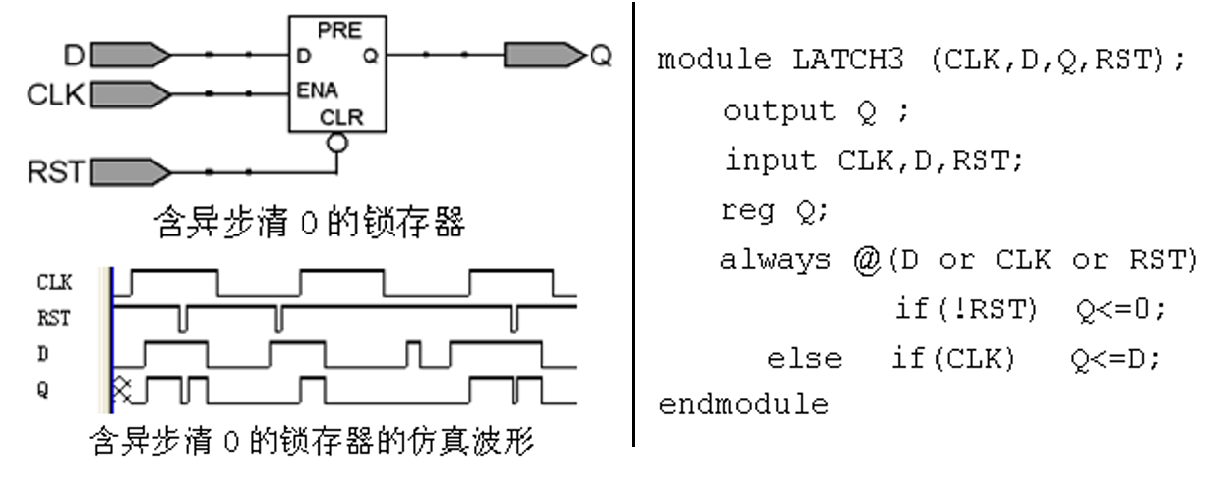 PRE
D
D
Q
Q
CLK
ENA
CLR
RST
含异步清 0 的锁存器
CLK
RST
D
Q
含异步清 0 的锁存器的仿真波形
module LATCH3 (CLK,D,Q,RST);
output Q ;
input CLK,D,RST;
reg Q;
always @(D or CLK or RST)
if(!RST) Q<=0;
else if(CLK) Q<=D;
endmodule